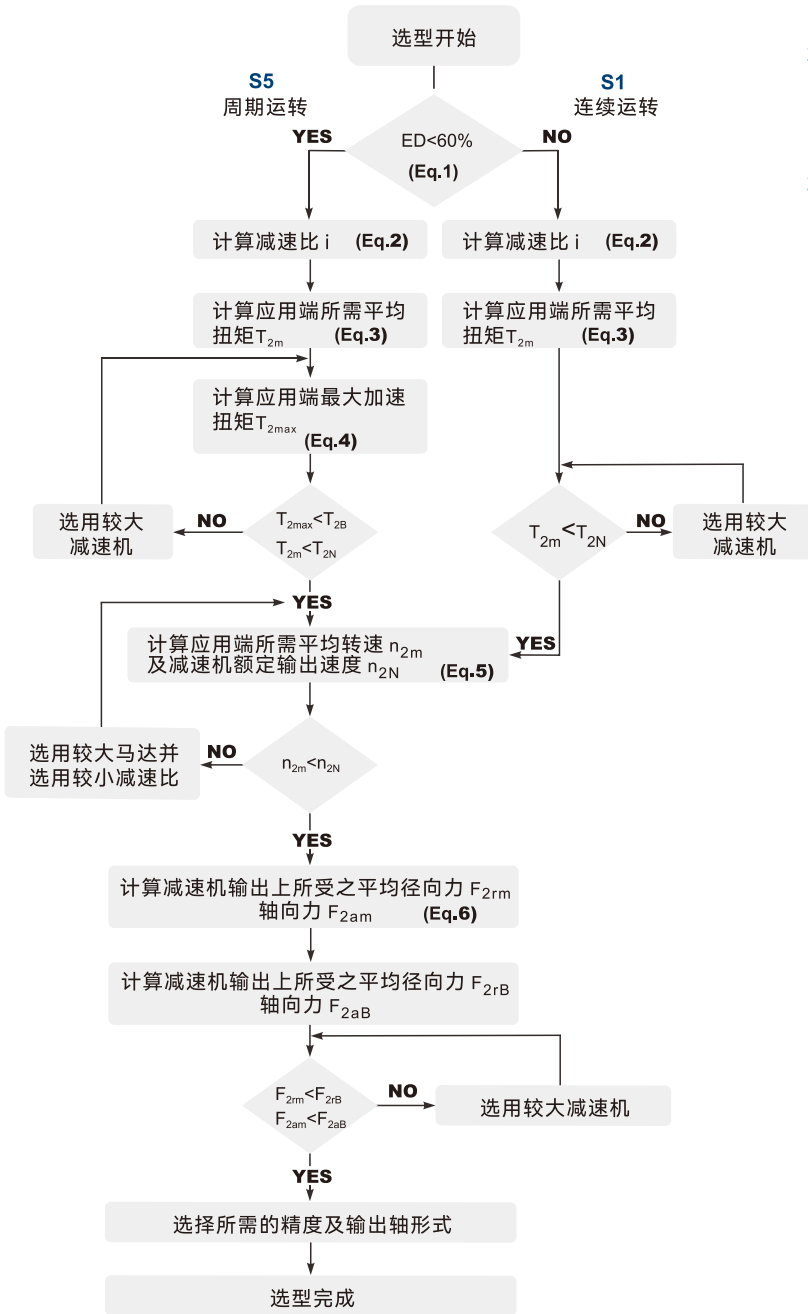 选型开始
S5
周期运转
S1
连续运转
YES
ED<60%
(Eq.1)
NO
计算减速比 i (Eq.2)
计算减速比 i (Eq.2)
计算应用端所需平均
扭矩T2m (Eq.3)
计算应用端所需平均
扭矩T2m (Eq.3)
计算应用端最大加速
扭矩T2max
(Eq.4)
选用较大
减速机
NO
T2max<T2B
T2m<T2N
T2m<T2N
NO
选用较大
减速机
YES
YES
计算应用端所需平均转速 n2m
及减速机额定输出速度 n2N (Eq.5)
选用较大马达并
选用较小减速比
NO
n2m<n2N
YES
计算减速机输出上所受之平均径向力 F2rm
轴向力 F2am (Eq.6)
计算减速机输出上所受之平均径向力 F2rB
轴向力 F2aB
F2rm<F2rB
F2am<F2aB
NO
选用较大减速机
YES
选择所需的精度及输出轴形式
选型完成